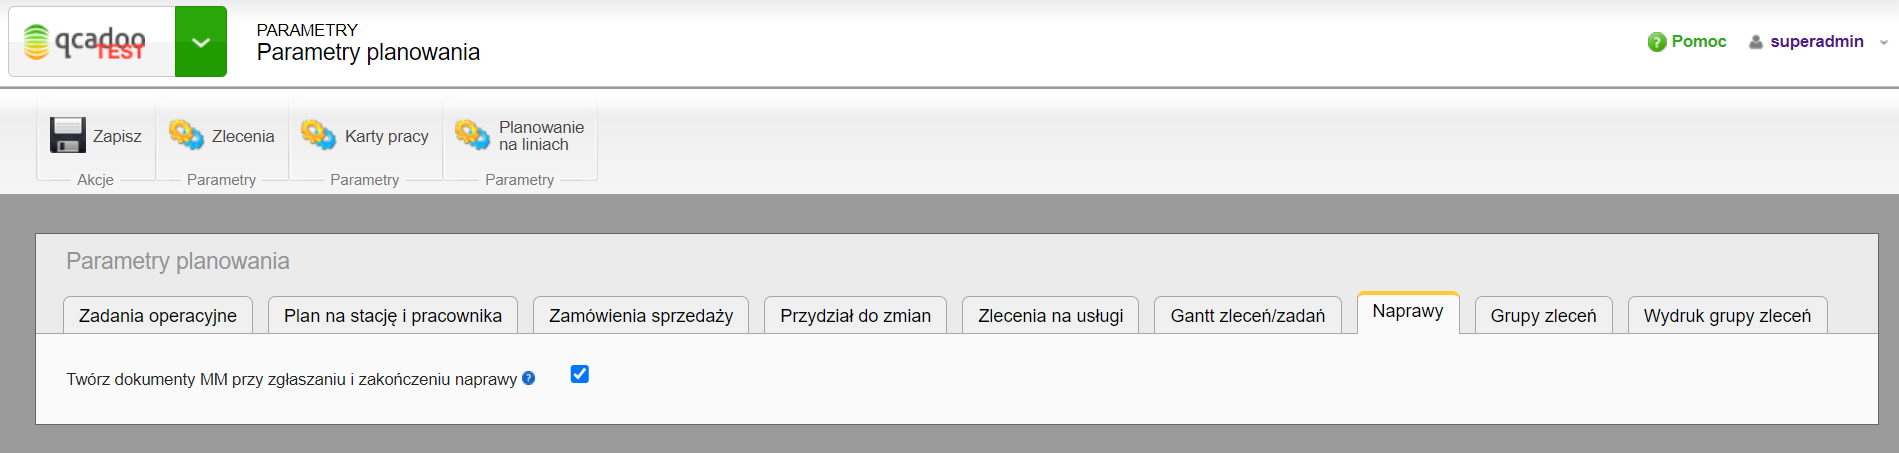 qcadoo
TEST
PARAMETRY
Parametry planowania
Pomoc
superadmin
Zapisz
Akcje
Zlecenia
Parametry
Karty pracy
Parametry
Planowanie
na liniach
Parametry
Parametry planowania
Zadania operacyjne
Plan na stację i pracownika
Zamówienia sprzedaży
Przydział do zmian
Zlecenia na usługi
Gantt zleceń/zadań
Naprawy
Grupy zleceń
Wydruk grupy zleceń
Twórz dokumenty MM przy zgłaszaniu i zakończeniu naprawy